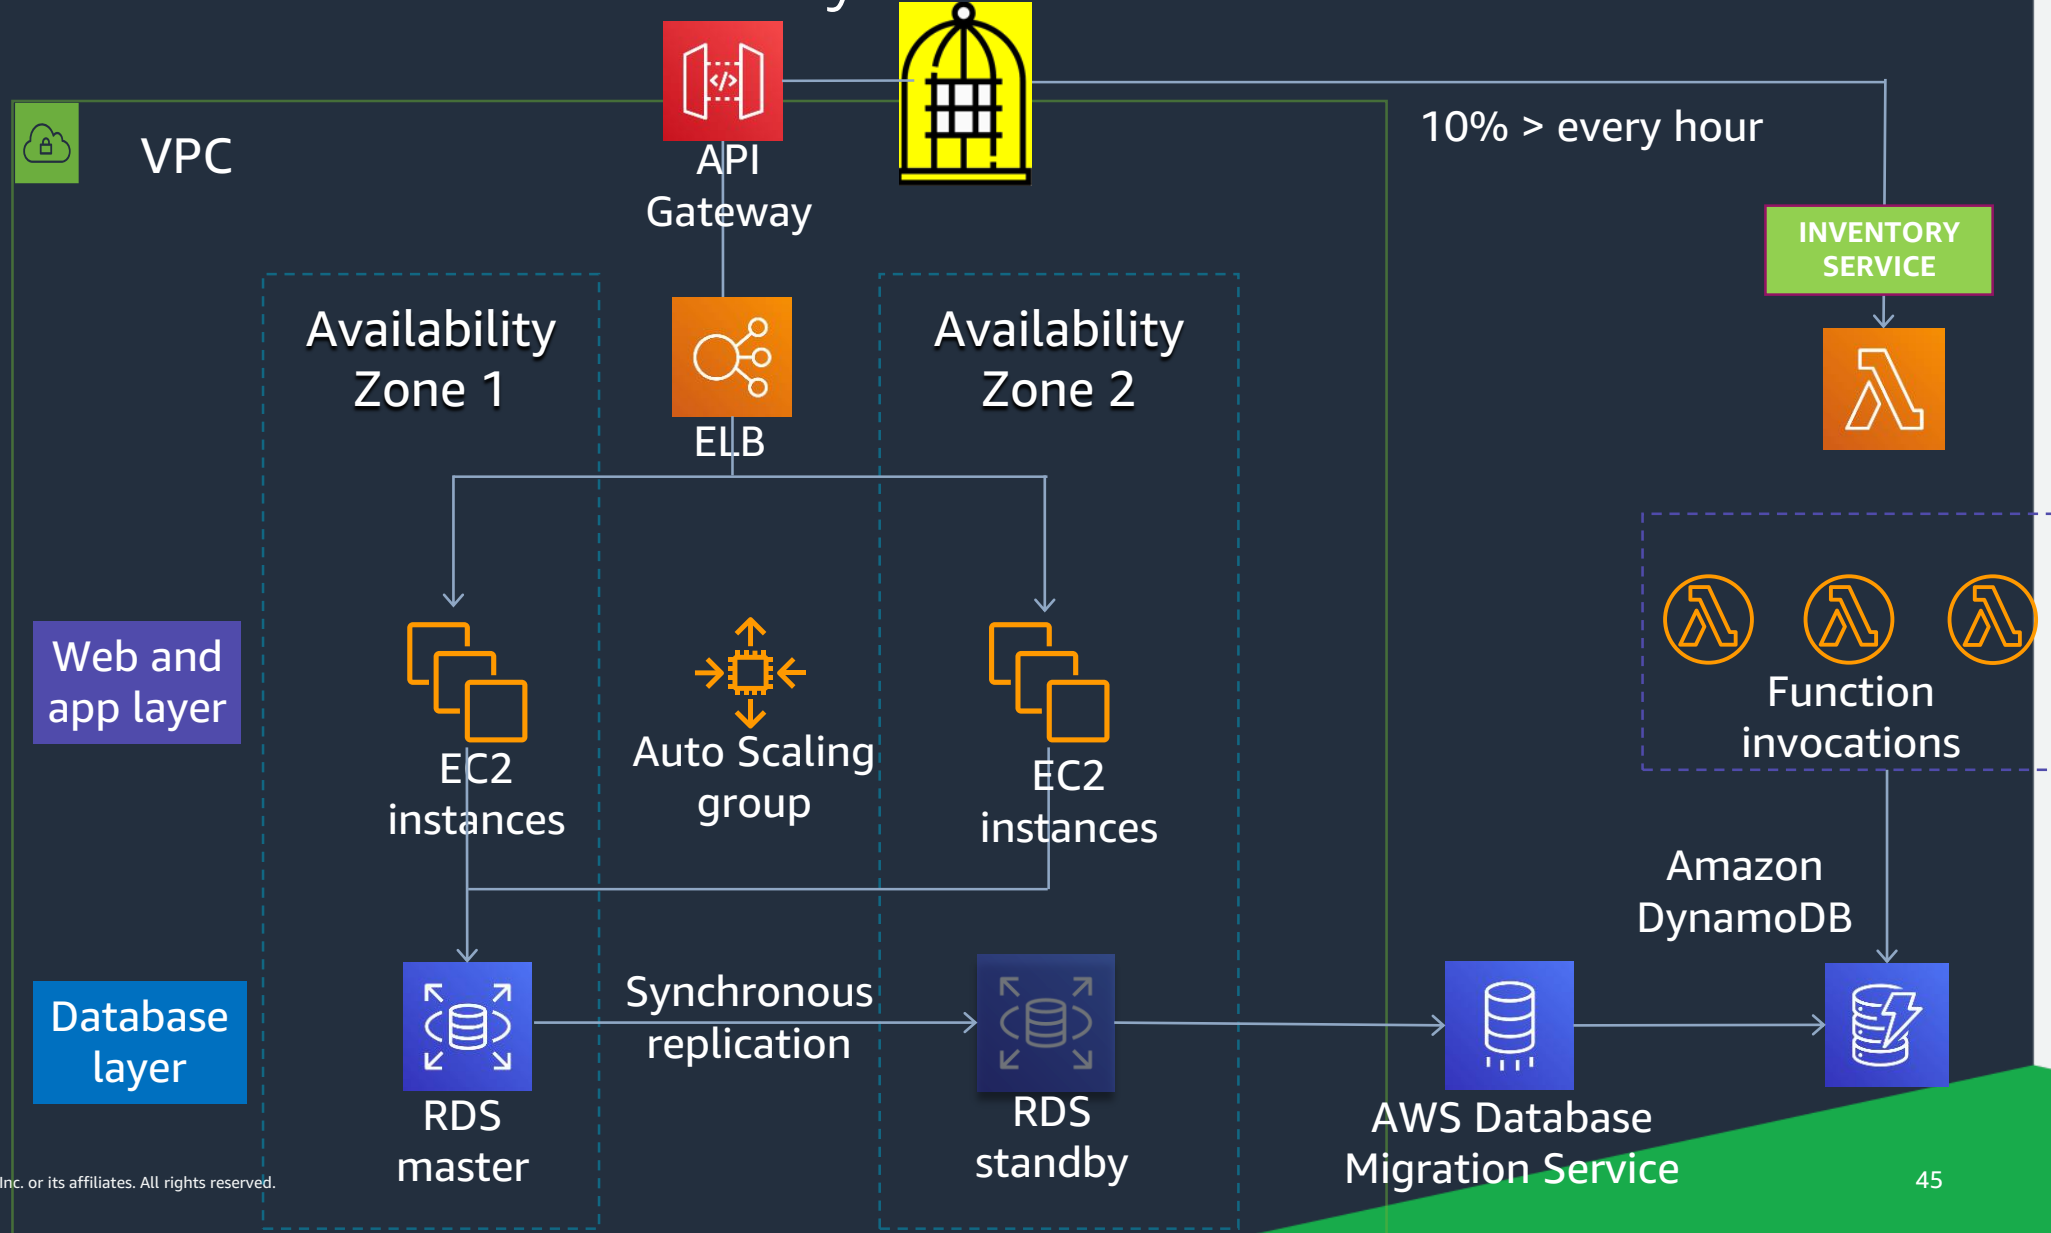 VPC
API
Gateway
10% > every hour
INVENTORY
SERVICE
Availability
Zone 1
ELB
Availability
Zone 2
Web and
app layer
EC2
instances
Auto Scaling
group
EC2
instances
Function
invocations
Amazon
DynamoDB
Database
layer
Synchronous
replication
RDS
master
RDS
standby
AWS Database
Migration Service
Inc. or its affiliates. All rights reserved.
45